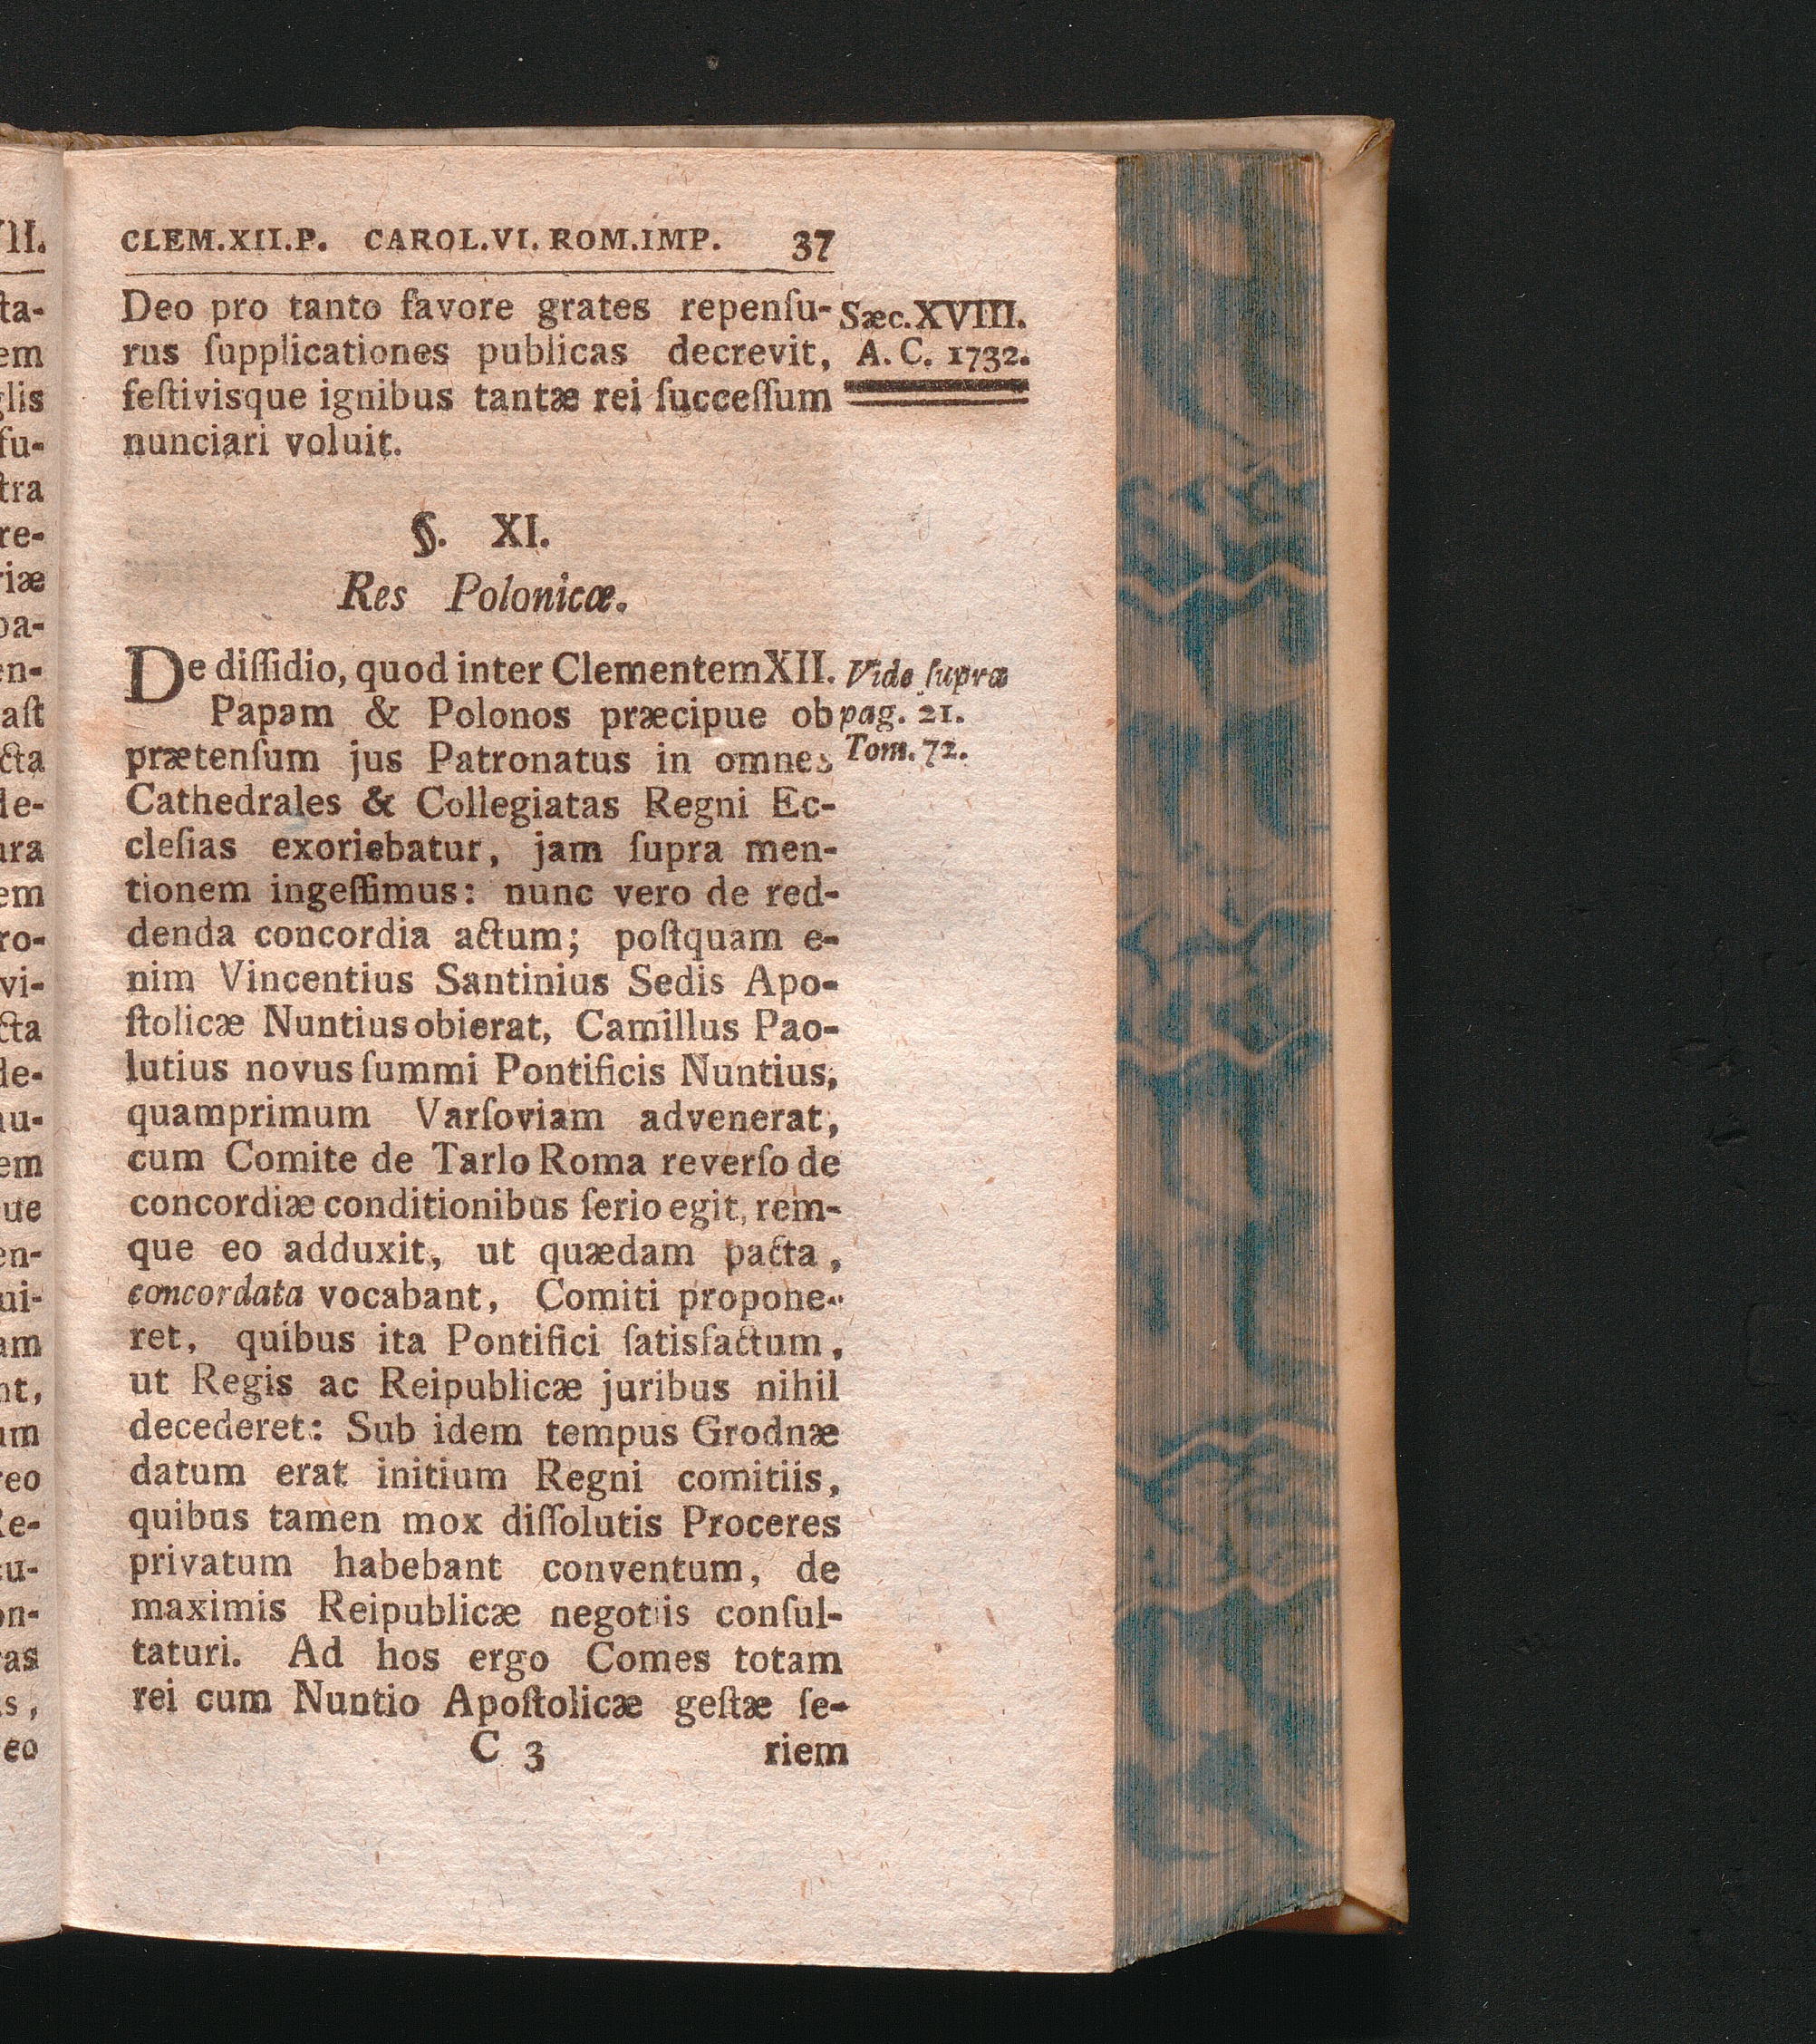 CLEM.XII.P. CAROL.VI. ROM.IMP. 37
Deo pro tanto favore grates repenſu-
rus ſupplicationes publicas decrevit,
feſtivisque ignibus tantæ rei ſucceſſum
nunciari voluit.
Sæc.XVIII.
A. C. 1732.
§. XI.
Res Polonicæ.
De diſſidio, quod inter Clementem XII.
Papam & Polonos præcipue ob
prætenſum jus Patronatus in omnes
Cathedrales & Collegiatas Regni Ec-
cleſias exoriebatur, jam ſupra men-
tionem ingeſſimus: nunc vero de red-
denda concordia actum; poſtquam e-
nim Vincentius Santinius Sedis Apo-
ſtolicæ Nuntius obierat, Camillus Pao-
lutius novus ſummi Pontificis Nuntius,
quamprimum Varſoviam advenerat,
cum Comite de Tarlo Roma reverſo de
concordiæ conditionibus ſerio egit, rem-
que eo adduxit, ut quædam pacta,
concordata vocabant, Comiti propone-
ret, quibus ita Pontifici ſatisfactum,
ut Regis ac Reipublicæ juribus nihil
decederet: Sub idem tempus Grodnæ
datum erat initium Regni comitiis,
quibus tamen mox diſſolutis Proceres
privatum habebant conventum, de
maximis Reipublicæ negotiis conſul-
taturi. Ad hos ergo Comes totam
rei cum Nuntio Apoſtolicæ geſtæ ſe-
C 3 riem
Vide ſupra
pag. 21.
Tom. 72.